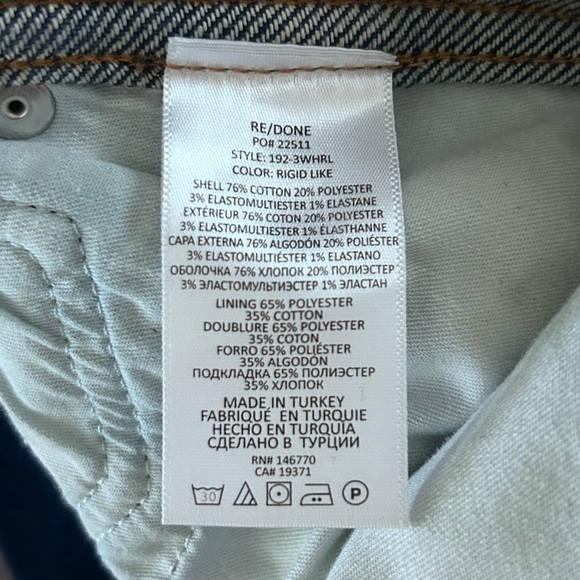 RE/DONE
PO# 22511
STYLE: 192-3WHRL
COLOR: RIGID LIKE
SHELL 76% COTTON 20% POLYESTER
3% ELASTOMULTIESTER 1% ELASTANE
EXTÉRIEUR 76% COTON 20% POLYESTER
3% ELASTOMULTIESTER 1% ÉLASTHANNE
CAPA EXTERNA 76% ALGODÓN 20% POLIÉSTER
3% ELASTOMULTIÉSTER 1% ELASTANO
ОБОЛОЧКА 76% ХЛОПОК 20% ПОЛИЭСТЕР
3% ЭЛАСТОМУЛЬТИЭСТЕР 1% ЭЛАСТАН
LINING 65% POLYESTER
35% COTTON
DOUBLURE 65% POLYESTER
35% COTON
FORRO 65% POLIÉSTER
35% ALGODÓN
ПОДКЛАДКА 65% ПОЛИЭСТЕР
35% ХЛОПОК
MADE IN TURKEY
FABRIQUÉ EN TURQUIE
HECHO EN TURQUÍA
СДЕЛАНО В ТУРЦИИ
RN# 146770
CA# 19371
30 P